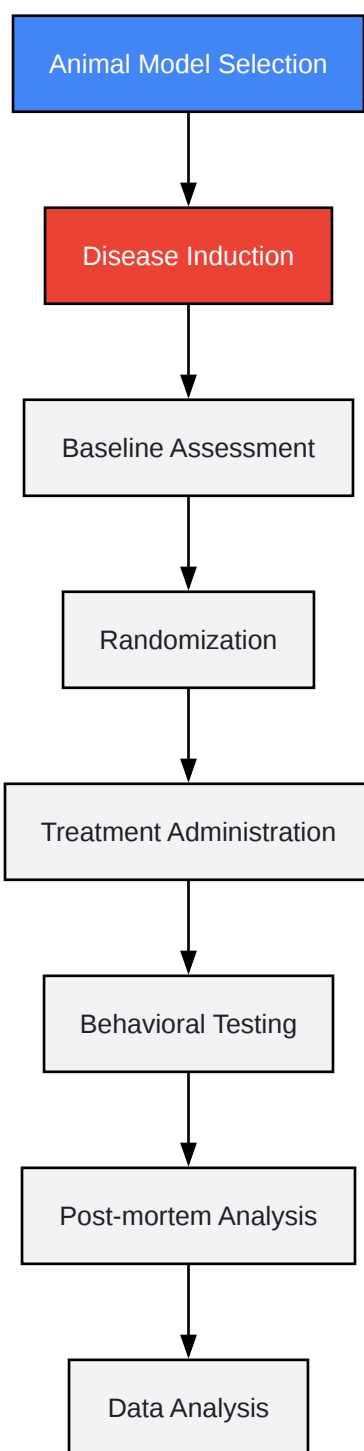 Animal Model Selection
Disease Induction
Baseline Assessment
Randomization
Treatment Administration
Behavioral Testing
Post-mortem Analysis
Data Analysis